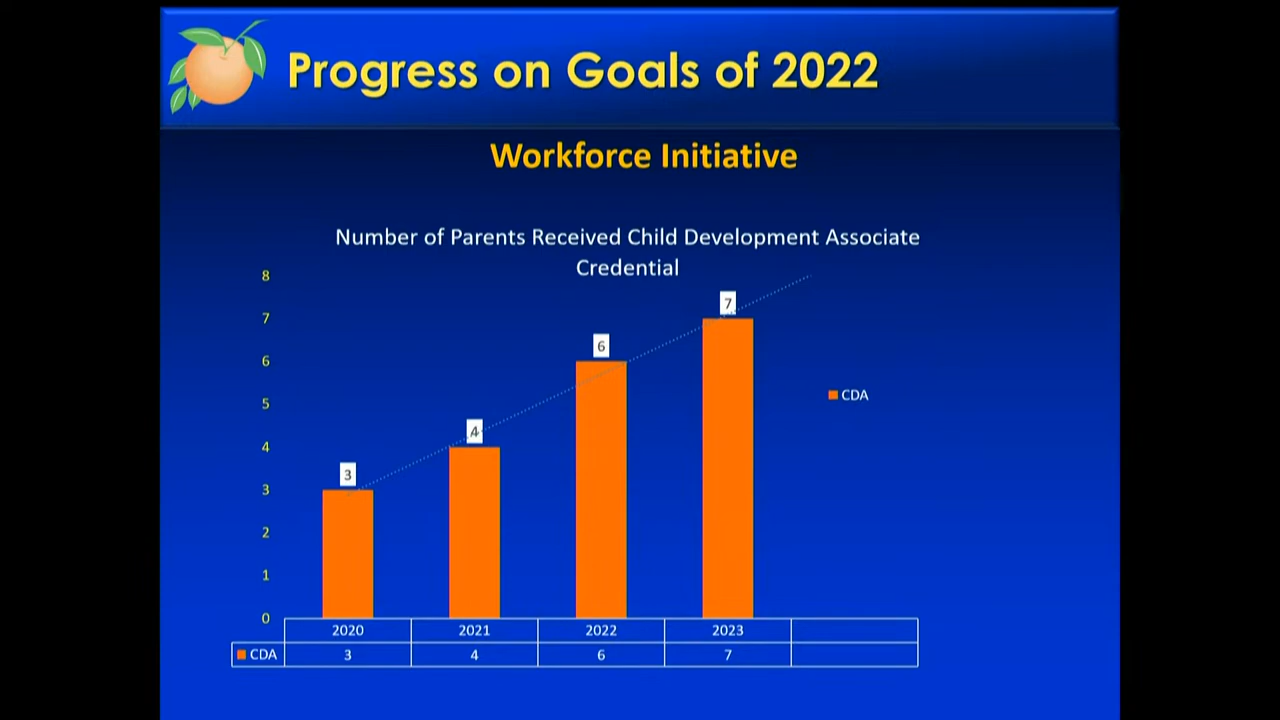 Progress on Goals of 2022
Workforce Initiative
Number of Parents Received Child Development Associate
Credential
8
7
6
5
4
3
2
1
0
3
4
6
7
CDA
2020 2021 2022 2023
CDA 3 4 6 7